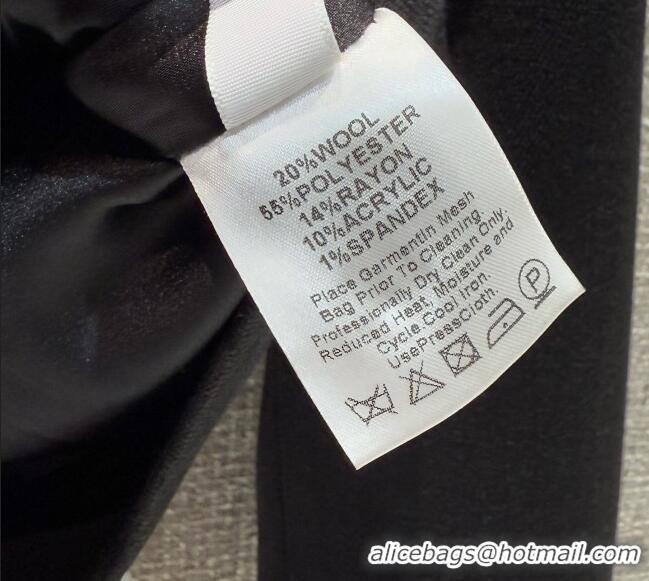 20%WOOL
55%POLYESTER
14%RAYON
10%ACRYLIC
1%SPANDEX
Place GarmentIn Mesh
Bag Prior To Cleaning.
Professionally Dry Clean Only.
Reduced Heat, Moisture and
Cycle.Cool Iron.
UsePressCloth.
P
alicebags@hotmail.com